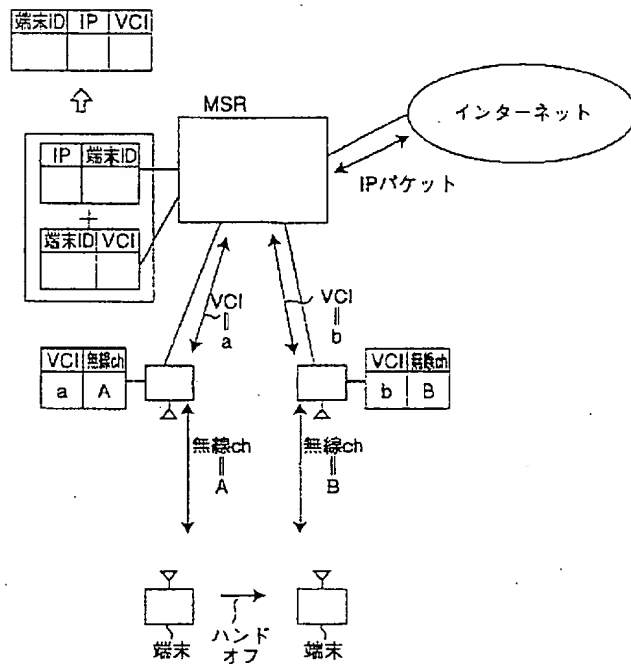 端末ID IP VCI
MSR
インターネット
IPパケット
IP 端末ID
+
端末ID VCI
VCI
||
a
VCI
||
b
VCI 無線ch
a A
VCI 無線ch
b B
無線ch
||
A
無線ch
||
B
端末
ハンド
オフ
端末